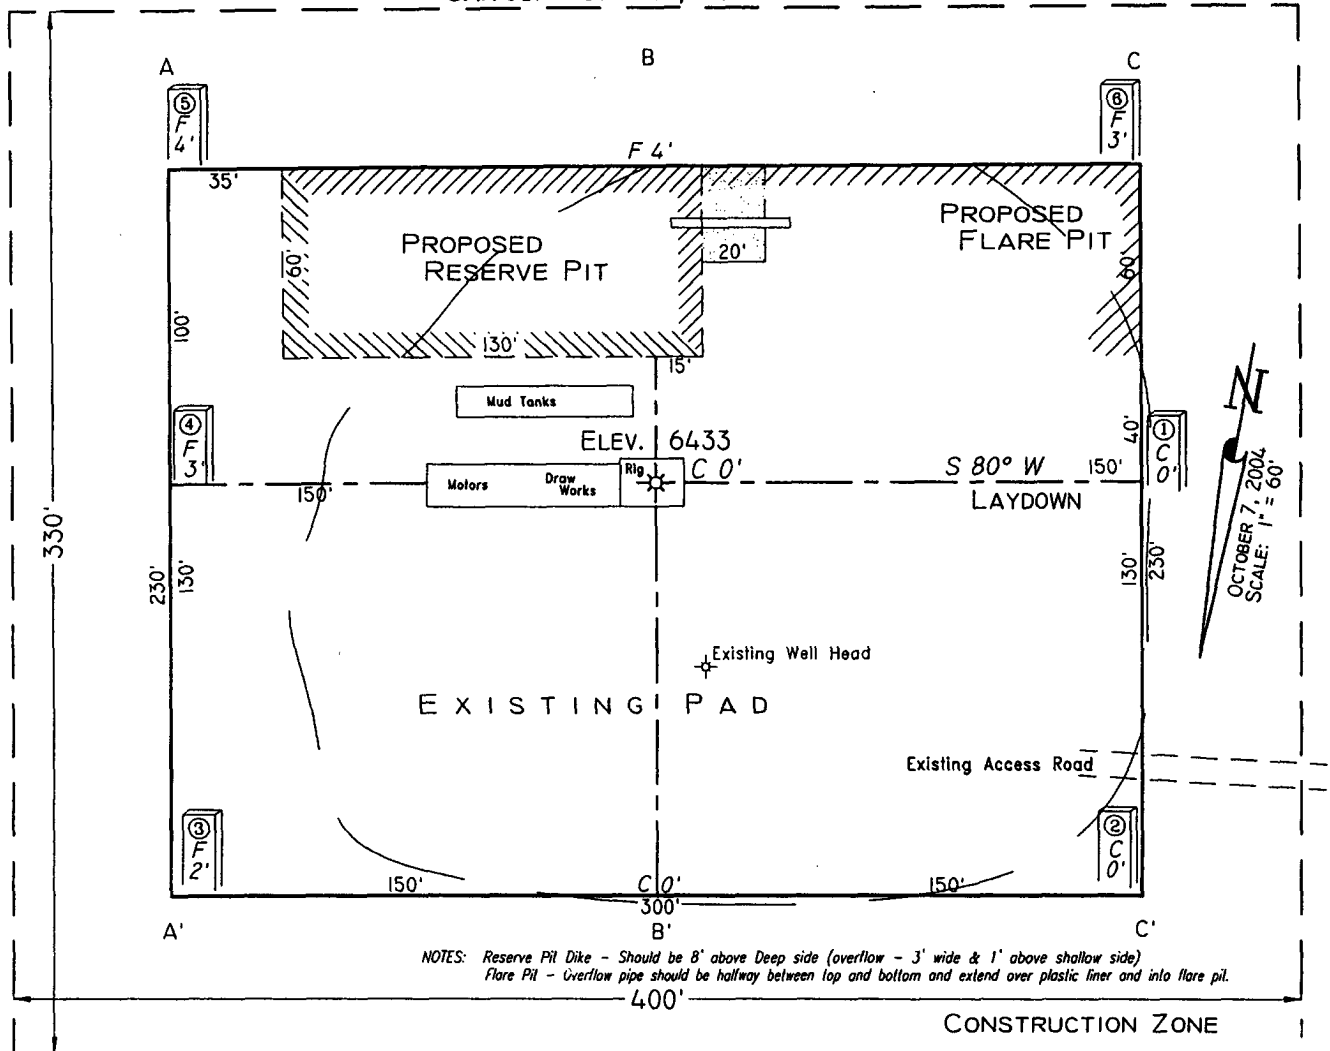 A
B
C
⑤
F
4'
⑥
F
3'
F 4'
35'
PROPOSED
RESERVE PIT
60'
20'
PROPOSED
FLARE PIT
60'
100'
130'
15'
Mud Tanks
④
F
3'
ELEV. 6433
Rig
C 0'
Motors
Draw
Works
150'
S 80° W
150'
LAYDOWN
40'
①
C
0'
N
OCTOBER 7, 2004
SCALE: 1" = 60'
330'
230'
130'
130'
230'
Existing Well Head
EXISTING PAD
Existing Access Road
③
F
2'
②
C
0'
150'
C 0'
150'
300'
A'
B'
C'
NOTES: Reserve Pit Dike - Should be 8' above Deep side (overflow - 3' wide & 1' above shallow side)
Flare Pit - Overflow pipe should be halfway between top and bottom and extend over plastic liner and into flare pit.
400'
CONSTRUCTION ZONE